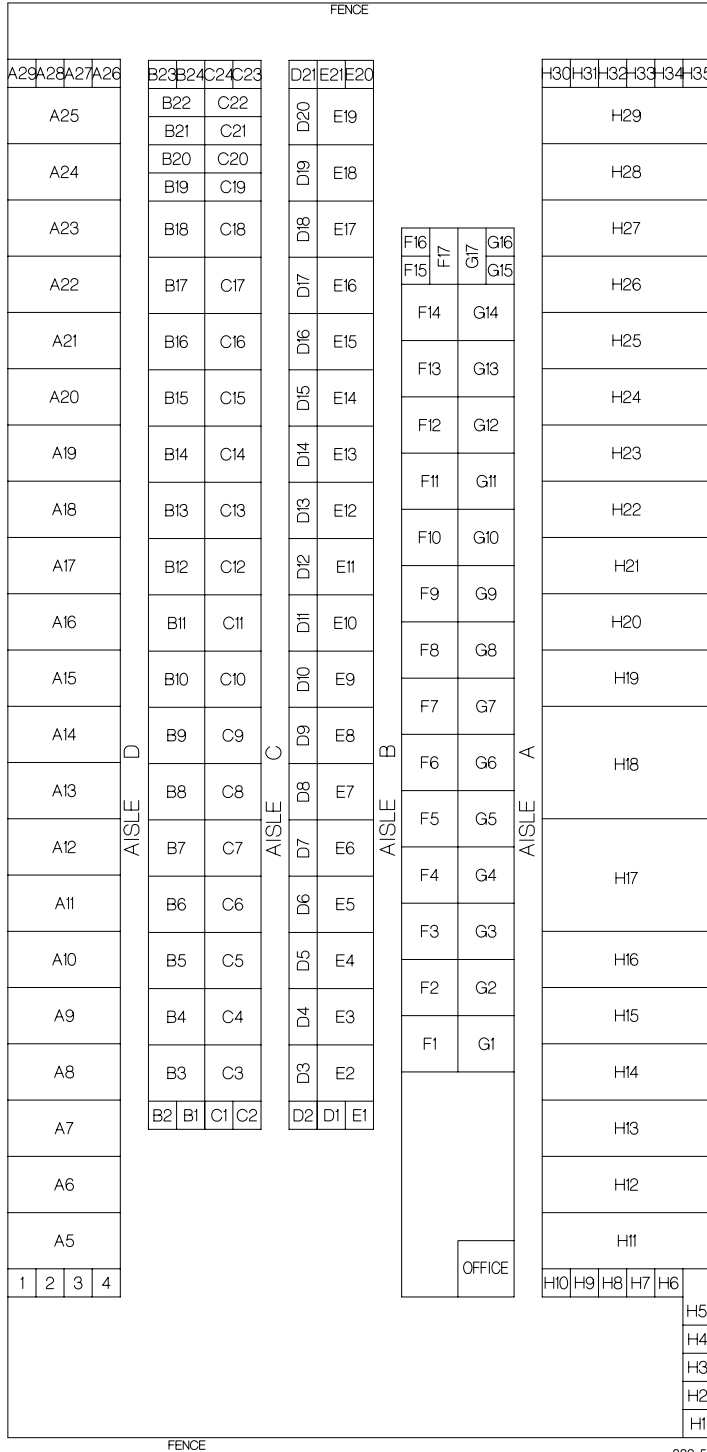 FENCE
A29 A28 A27 A26 B23 B24 C24 C23 D21 E21 E20 H30 H31 H32 H33 H34 H35
B22 C22
A25 D20 E19 H29
B21 C21
B20 C20
A24 D19 E18 H28
B19 C19
A23 B18 C18 D18 E17 H27
F16 F17 G17 G16
F15 G15
A22 B17 C17 D17 E16 H26
F14 G14
A21 B16 C16 D16 E15 H25
F13 G13
A20 B15 C15 D15 E14 H24
F12 G12
A19 B14 C14 D14 E13 H23
F11 G11
A18 B13 C13 D13 E12 H22
F10 G10
A17 B12 C12 D12 E11 H21
F9 G9
A16 B11 C11 D11 E10 H20
F8 G8
A15 B10 C10 D10 E9 H19
F7 G7
A14 B9 C9 D9 E8
F6 G6 H18
A13 B8 C8 D8 E7
AISLE D AISLE C AISLE B AISLE A
F5 G5
A12 B7 C7 D7 E6
F4 G4 H17
A11 B6 C6 D6 E5
F3 G3
A10 B5 C5 D5 E4 H16
F2 G2
A9 B4 C4 D4 E3 H15
F1 G1
A8 B3 C3 D3 E2 H14
B2 B1 C1 C2 D2 D1 E1
A7 H13
A6 H12
A5 H11
OFFICE
1 2 3 4 H10 H9 H8 H7 H6
H5
H4
H3
H2
H1
FENCE